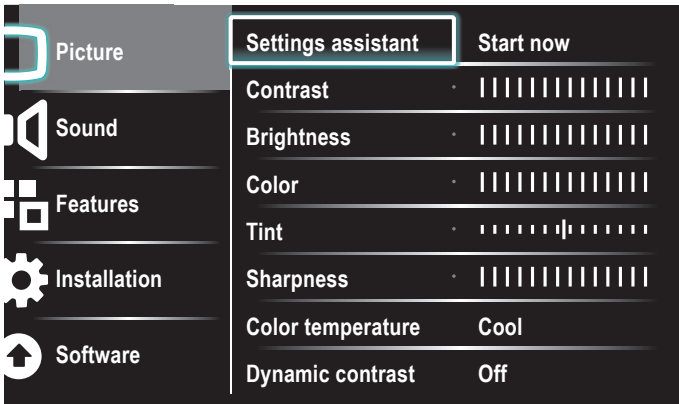 Picture
Sound
Features
Installation
Software
Settings assistant Start now
Contrast
Brightness
Color
Tint
Sharpness
Color temperature Cool
Dynamic contrast Off